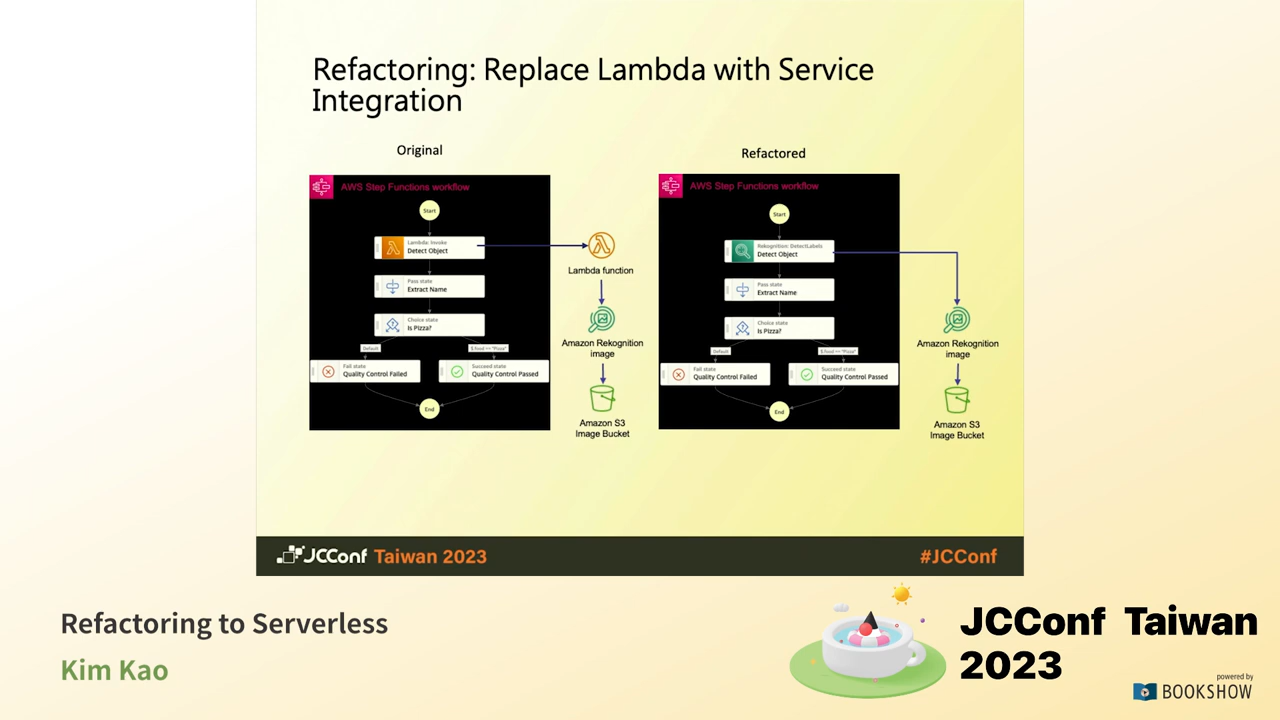 Refactoring: Replace Lambda with Service
Integration
Original
AWS Step Functions workflow
Start
Lambda: Invoke
Detect Object
Pass state
Extract Name
Choice state
Is Pizza?
Default
$.food == "Pizza"
Fail state
Quality Control Failed
Succeed state
Quality Control Passed
End
Lambda function
Amazon Rekognition
image
Amazon S3
Image Bucket
Refactored
AWS Step Functions workflow
Start
Rekognition: DetectLabels
Detect Object
Pass state
Extract Name
Choice state
Is Pizza?
Default
$.food == "Pizza"
Fail state
Quality Control Failed
Succeed state
Quality Control Passed
End
Amazon Rekognition
image
Amazon S3
Image Bucket
JCConf Taiwan 2023
#JCConf
Refactoring to Serverless
Kim Kao
JCConf Taiwan
2023
powered by
BOOKSHOW